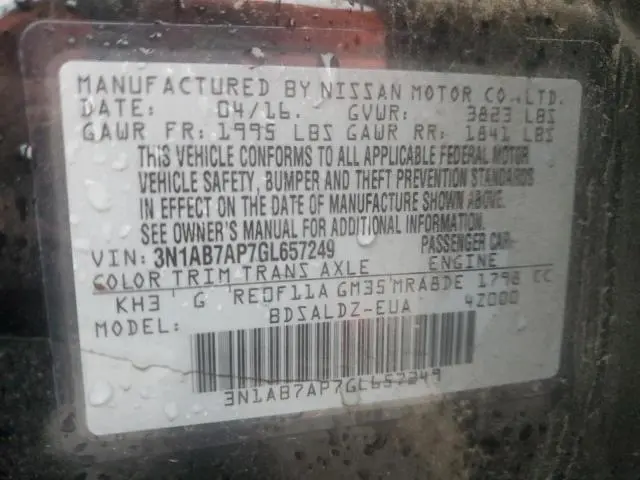 MANUFACTURED BY NISSAN MOTOR CO.,LTD.
DATE: 04/16. GVWR: 3823 LBS
GAWR FR: 1995 LBS GAWR RR: 1841 LBS
THIS VEHICLE CONFORMS TO ALL APPLICABLE FEDERAL MOTOR
VEHICLE SAFETY, BUMPER AND THEFT PREVENTION STANDARDS
IN EFFECT ON THE DATE OF MANUFACTURE SHOWN ABOVE.
SEE OWNER'S MANUAL FOR ADDITIONAL INFORMATION
VIN: 3N1AB7AP7GL657249 PASSENGER CAR
COLOR TRIM TRANS AXLE ENGINE
KH3 G RE0F11A GM35 MRA8DE 1798 CC
MODEL: BDSALDZ-EUA 4Z000
3N1AB7AP7GL657249